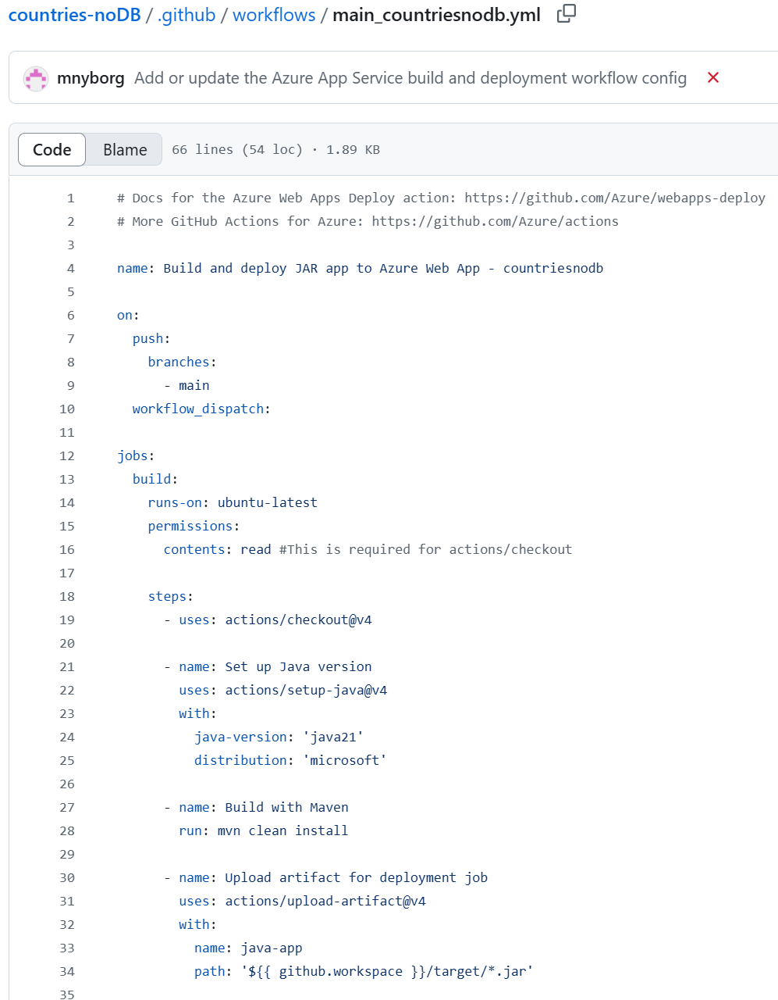 countries-noDB / .github / workflows / main_countriesnodb.yml
mnyborg Add or update the Azure App Service build and deployment workflow config
Code Blame 66 lines (54 loc) · 1.89 KB
1 # Docs for the Azure Web Apps Deploy action: https://github.com/Azure/webapps-deploy
2 # More GitHub Actions for Azure: https://github.com/Azure/actions
3
4 name: Build and deploy JAR app to Azure Web App - countriesnodb
5
6 on:
7   push:
8     branches:
9       - main
10   workflow_dispatch:
11
12 jobs:
13   build:
14     runs-on: ubuntu-latest
15     permissions:
16       contents: read #This is required for actions/checkout
17
18     steps:
19       - uses: actions/checkout@v4
20
21       - name: Set up Java version
22         uses: actions/setup-java@v4
23         with:
24           java-version: 'java21'
25           distribution: 'microsoft'
26
27       - name: Build with Maven
28         run: mvn clean install
29
30       - name: Upload artifact for deployment job
31         uses: actions/upload-artifact@v4
32         with:
33           name: java-app
34           path: '${{ github.workspace }}/target/*.jar'
35